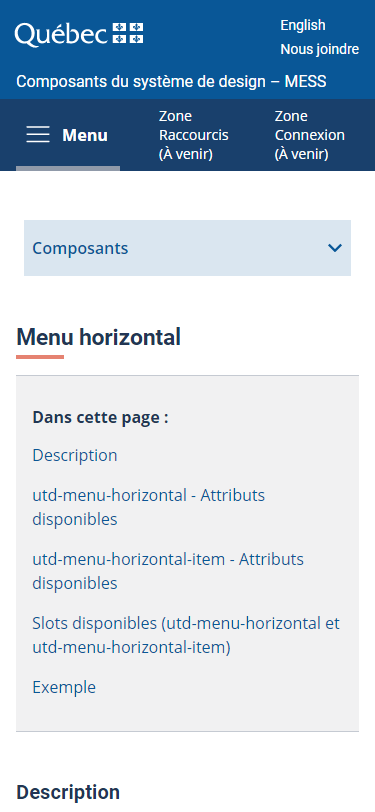 Québec
English
Nous joindre
Composants du système de design – MESS
Menu
Zone
Raccourcis
(À venir)
Zone
Connexion
(À venir)
Composants
Menu horizontal
Dans cette page :
Description
utd-menu-horizontal - Attributs
disponibles
utd-menu-horizontal-item - Attributs
disponibles
Slots disponibles (utd-menu-horizontal et
utd-menu-horizontal-item)
Exemple
Description